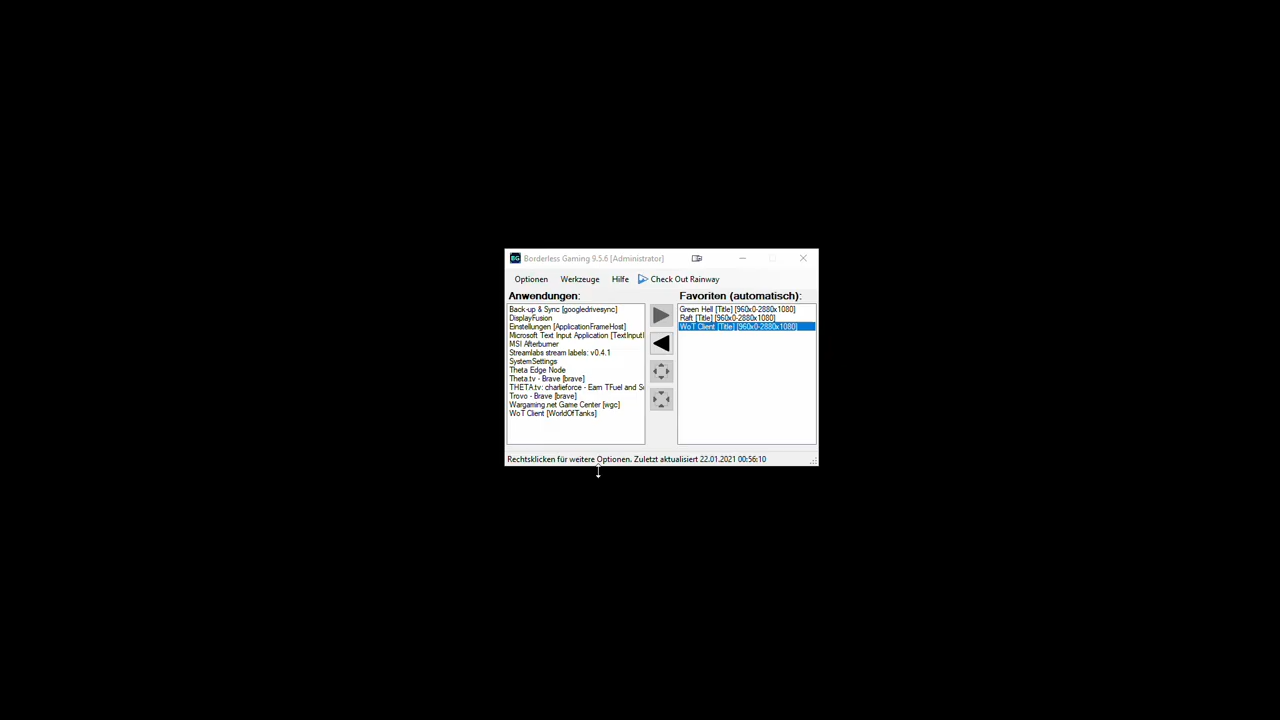 BG Borderless Gaming 9.5.6 [Administrator]
Optionen Werkzeuge Hilfe Check Out Rainway
Anwendungen:
Back-up & Sync [googledrivesync]
DisplayFusion
Einstellungen [ApplicationFrameHost]
Microsoft Text Input Application [TextInputl
MSI Afterburner
Streamlabs stream labels: v0.4.1
SystemSettings
Theta Edge Node
Theta.tv - Brave [brave]
THETA.tv: charlieforce - Earn TFuel and
Trovo - Brave [brave]
Wargaming.net Game Center [wgc]
WoT Client [WorldOfTanks]
Favoriten (automatisch):
Green Hell [Title] [960x0-2880x1080]
Raft [Title] [960x0-2880x1080]
WoT Client [Title] [960x0-2880x1080]
Rechtsklicken für weitere Optionen. Zuletzt aktualisiert 22.01.2021 00:56:10